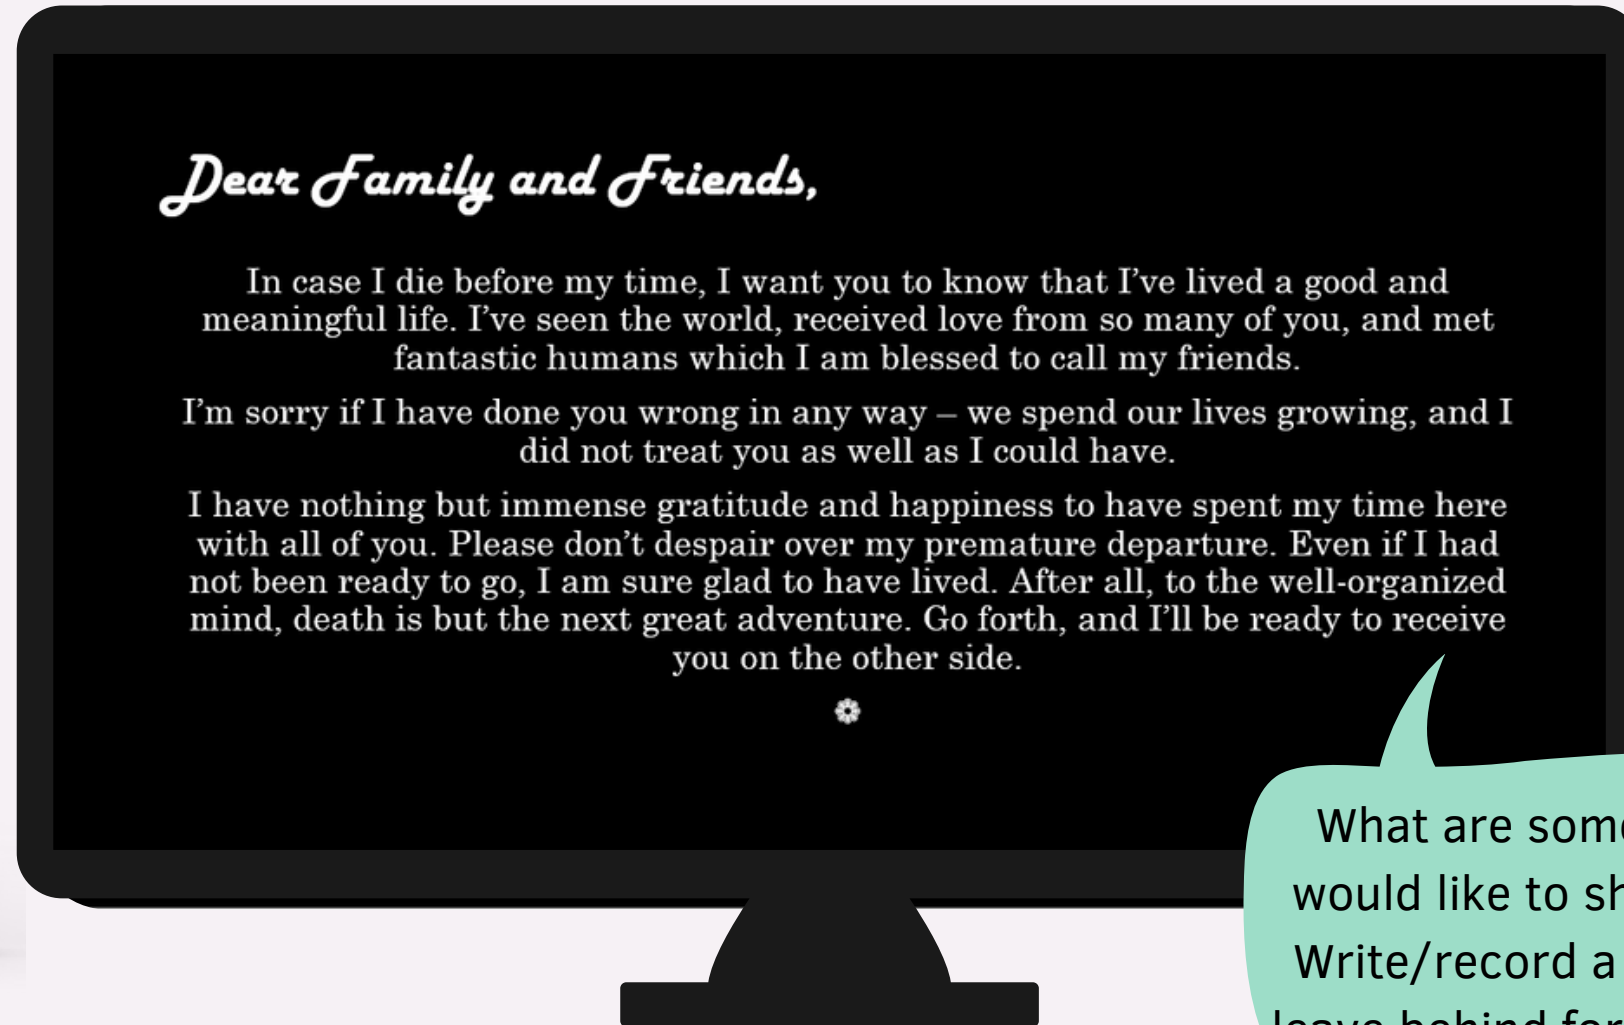 Dear Family and Friends,
In case I die before my time, I want you to know that I’ve lived a good and
meaningful life. I’ve seen the world, received love from so many of you, and met
fantastic humans which I am blessed to call my friends.
I’m sorry if I have done you wrong in any way – we spend our lives growing, and I
did not treat you as well as I could have.
I have nothing but immense gratitude and happiness to have spent my time here
with all of you. Please don’t despair over my premature departure. Even if I had
not been ready to go, I am sure glad to have lived. After all, to the well-organized
mind, death is but the next great adventure. Go forth, and I’ll be ready to receive
you on the other side.
What are
would like to
Write/record a
leave behind for